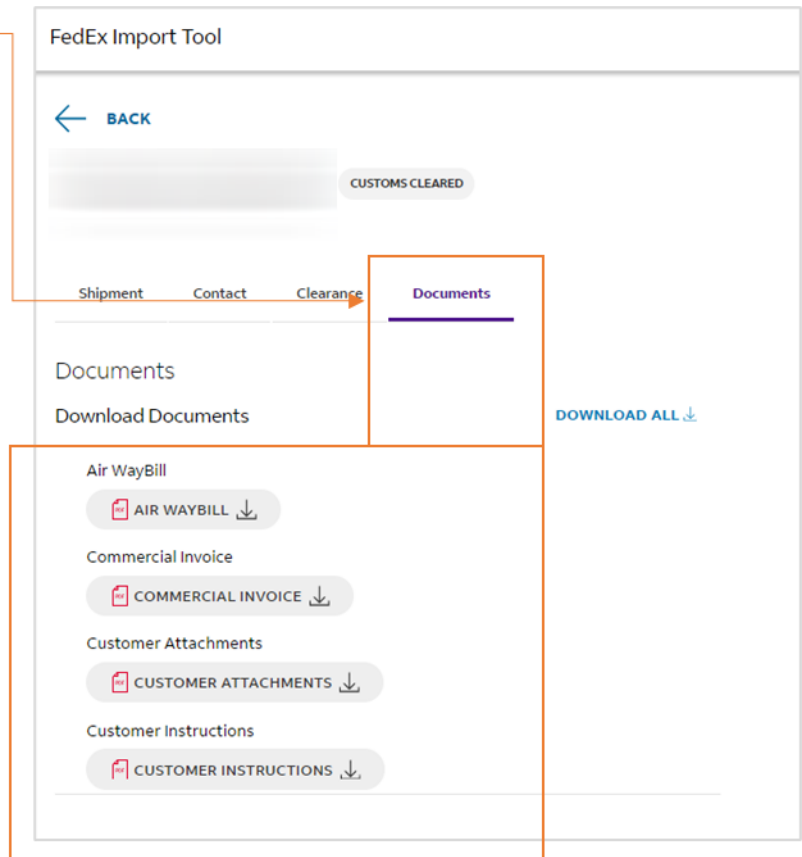 FedEx Import Tool
BACK
CUSTOMS CLEARED
Shipment Contact Clearance Documents
Documents
Download Documents DOWNLOAD ALL
Air WayBill
AIR WAYBILL
Commercial Invoice
COMMERCIAL INVOICE
Customer Attachments
CUSTOMER ATTACHMENTS
Customer Instructions
CUSTOMER INSTRUCTIONS